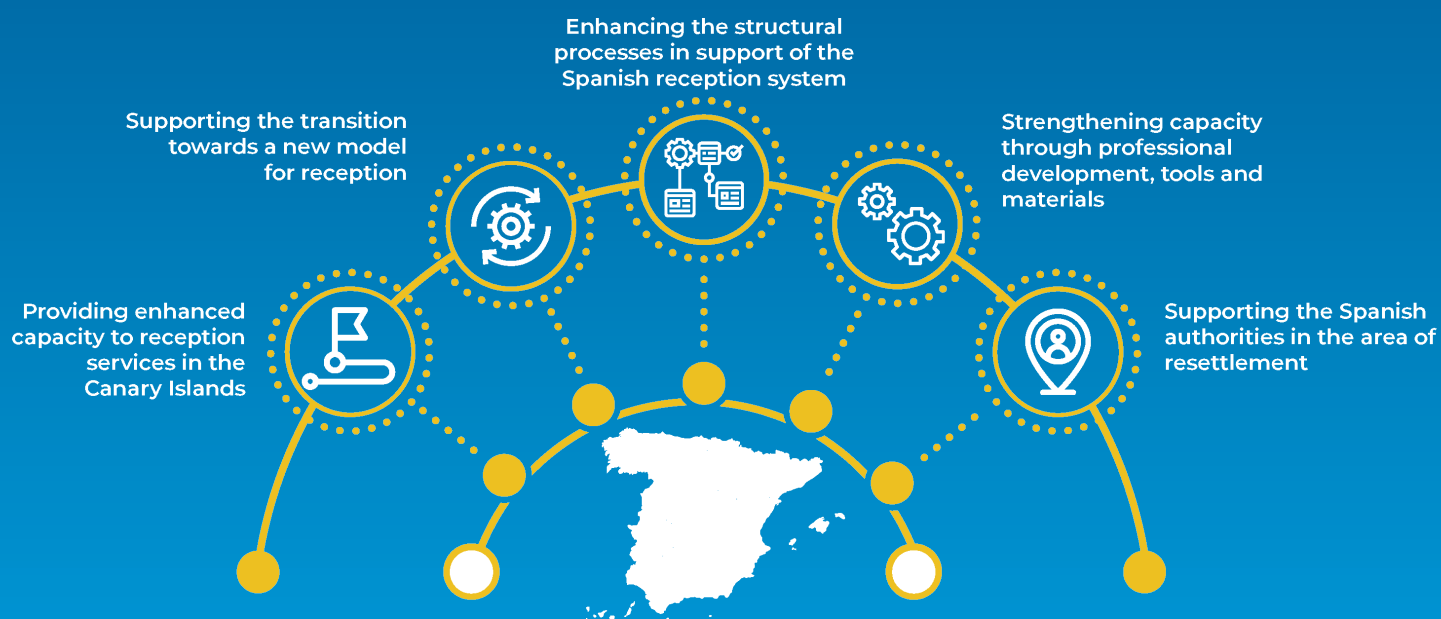 Enhancing the structural
processes in support of the
Spanish reception system
Supporting the transition
towards a new model
for reception
Strengthening capacity
through professional
development, tools and
materials
Providing enhanced
capacity to reception
services in the
Canary Islands
Supporting the Spanish
authorities in the area of
resettlement